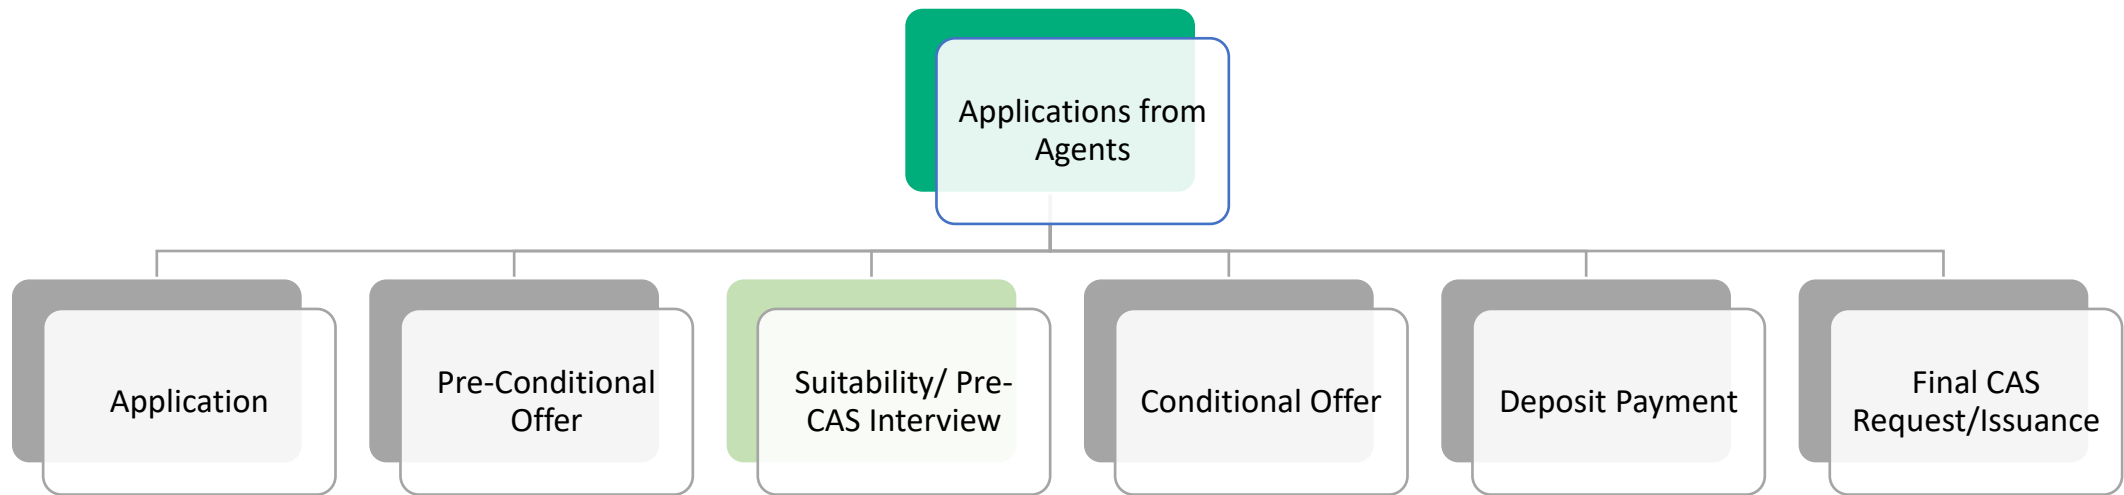 Applications from
Agents
Application
Pre-Conditional
Offer
Suitability/ Pre-
CAS Interview
Conditional Offer
Deposit Payment
Final CAS
Request/Issuance